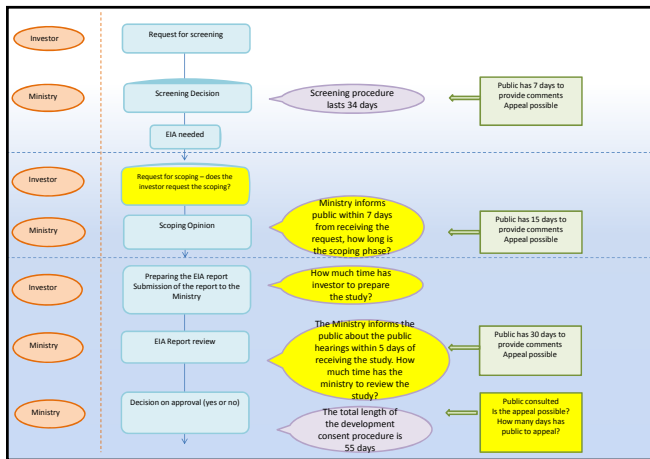 Investor
Request for screening
Ministry
Screening Decision
Screening procedure
lasts 34 days
Public has 7 days to
provide comments
Appeal possible
EIA needed
Investor
Request for scoping – does the
investor request the scoping?
Ministry
Scoping Opinion
Ministry informs
public within 7 days
from receiving the
request, how long is
the scoping phase?
Public has 15 days to
provide comments
Appeal possible
Investor
Preparing the EIA report
Submission of the report to the
Ministry
How much time has
investor to prepare
the study?
Ministry
EIA Report review
The Ministry informs the
public about the public
hearings within 5 days of
receiving the study. How
much time has the
ministry to review the
study?
Public has 30 days to
provide comments
Appeal possible
Ministry
Decision on approval (yes or no)
The total length of
the development
consent procedure is
55 days
Public consulted
Is the appeal possible?
How many days has
public to appeal?